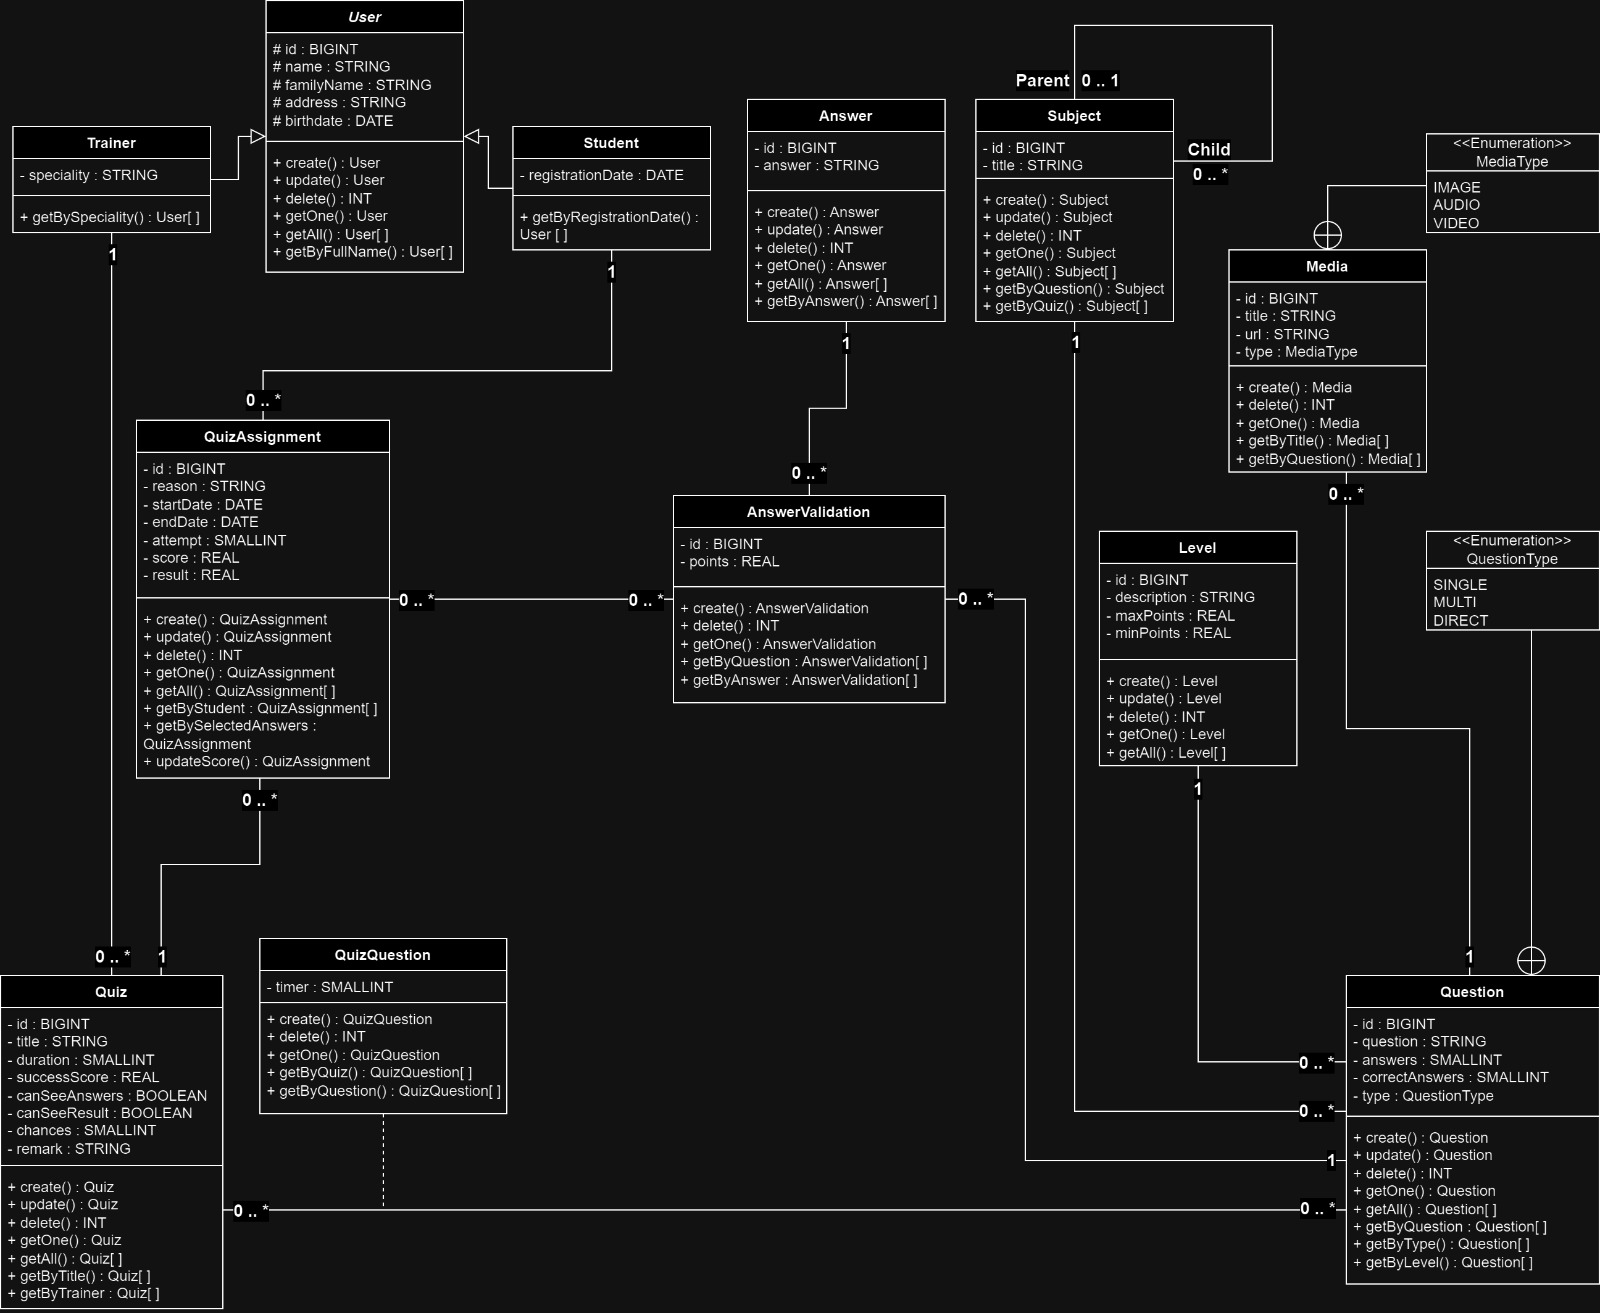 User
# id : BIGINT
# name : STRING
# familyName : STRING
# address : STRING
# birthdate : DATE
+ create() : User
+ update() : User
+ delete() : INT
+ getOne() : User
+ getAll() : User[ ]
+ getByFullName() : User[ ]
Trainer
- speciality : STRING
+ getBySpeciality() : User[ ]
1
Student
- registrationDate : DATE
+ getByRegistrationDate() :
User [ ]
1
Answer
- id : BIGINT
- answer : STRING
+ create() : Answer
+ update() : Answer
+ delete() : INT
+ getOne() : Answer
+ getAll() : Answer[ ]
+ getByAnswer() : Answer[ ]
1
Parent
0 .. 1
Subject
- id : BIGINT
- title : STRING
+ create() : Subject
+ update() : Subject
+ delete() : INT
+ getOne() : Subject
+ getAll() : Subject[ ]
+ getByQuestion() : Subject
+ getByQuiz() : Subject[ ]
1
Child
0 .. *
<<Enumeration>>
MediaType
IMAGE
AUDIO
VIDEO
Media
- id : BIGINT
- title : STRING
- url : STRING
- type : MediaType
+ create() : Media
+ delete() : INT
+ getOne() : Media
+ getByTitle() : Media[ ]
+ getByQuestion() : Media[ ]
0 .. *
0 .. *
QuizAssignment
- id : BIGINT
- reason : STRING
- startDate : DATE
- endDate : DATE
- attempt : SMALLINT
- score : REAL
- result : REAL
+ create() : QuizAssignment
+ update() : QuizAssignment
+ delete() : INT
+ getOne() : QuizAssignment
+ getAll() : QuizAssignment[ ]
+ getByStudent : QuizAssignment[ ]
+ getBySelectedAnswers :
QuizAssignment
+ updateScore() : QuizAssignment
0 .. *
0 .. *
0 .. *
0 .. *
AnswerValidation
- id : BIGINT
- points : REAL
+ create() : AnswerValidation
+ delete() : INT
+ getOne() : AnswerValidation
+ getByQuestion : AnswerValidation[ ]
+ getByAnswer : AnswerValidation[ ]
0 .. *
Level
- id : BIGINT
- description : STRING
- maxPoints : REAL
- minPoints : REAL
+ create() : Level
+ update() : Level
+ delete() : INT
+ getOne() : Level
+ getAll() : Level[ ]
1
<<Enumeration>>
QuestionType
SINGLE
MULTI
DIRECT
0 .. *
1
Quiz
- id : BIGINT
- title : STRING
- duration : SMALLINT
- successScore : REAL
- canSeeAnswers : BOOLEAN
- canSeeResult : BOOLEAN
- chances : SMALLINT
- remark : STRING
+ create() : Quiz
+ update() : Quiz
+ delete() : INT
+ getOne() : Quiz
+ getAll() : Quiz[ ]
+ getByTitle() : Quiz[ ]
+ getByTrainer : Quiz[ ]
0 .. *
QuizQuestion
- timer : SMALLINT
+ create() : QuizQuestion
+ delete() : INT
+ getOne() : QuizQuestion
+ getByQuiz() : QuizQuestion[ ]
+ getByQuestion() : QuizQuestion[ ]
1
0 .. *
0 .. *
1
0 .. *
Question
- id : BIGINT
- question : STRING
- answers : SMALLINT
- correctAnswers : SMALLINT
- type : QuestionType
+ create() : Question
+ update() : Question
+ delete() : INT
+ getOne() : Question
+ getAll() : Question[ ]
+ getByQuestion : Question[ ]
+ getByType() : Question[ ]
+ getByLevel() : Question[ ]